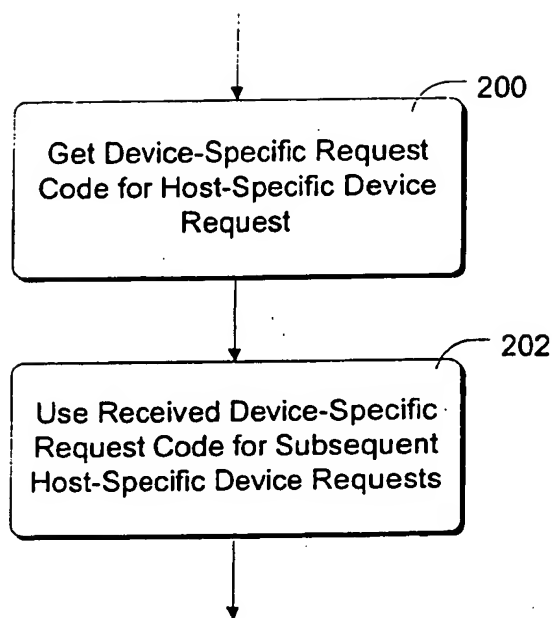 200
Get Device-Specific Request
Code for Host-Specific Device
Request
202
Use Received Device-Specific
Request Code for Subsequent
Host-Specific Device Requests